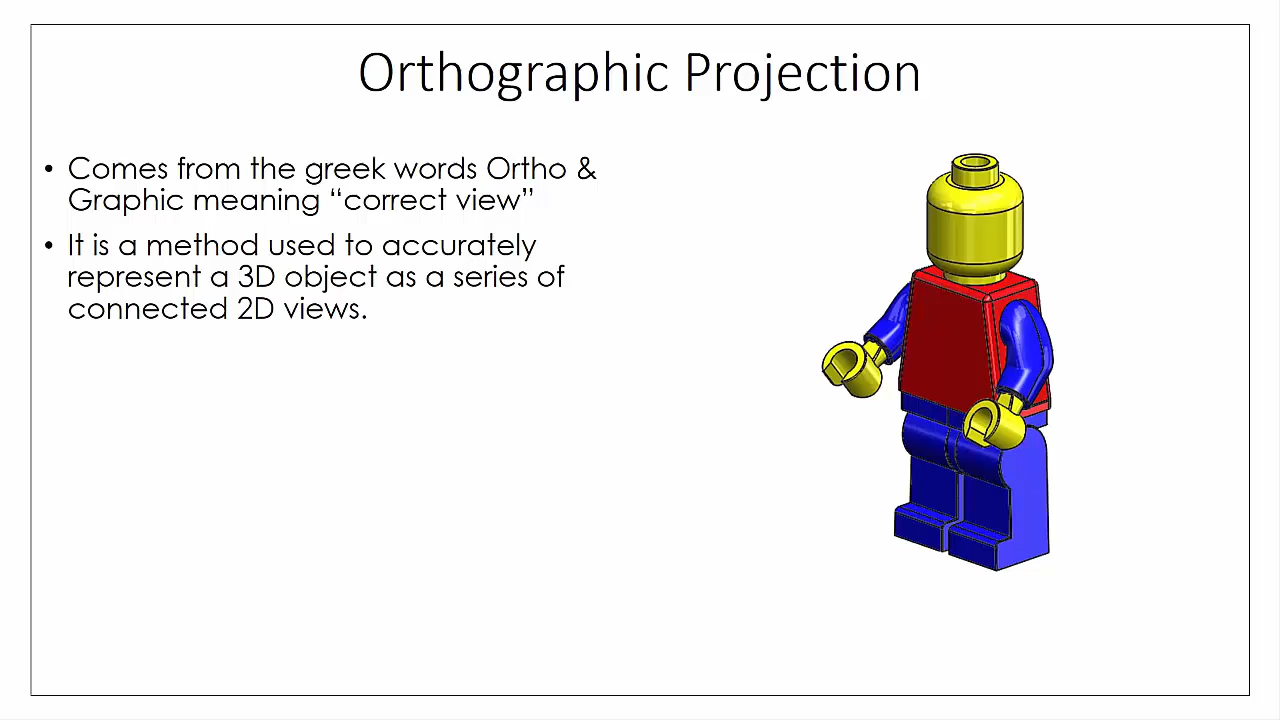 Orthographic Projection
• Comes from the greek words Ortho &
Graphic meaning “correct view”
• It is a method used to accurately
represent a 3D object as a series of
connected 2D views.